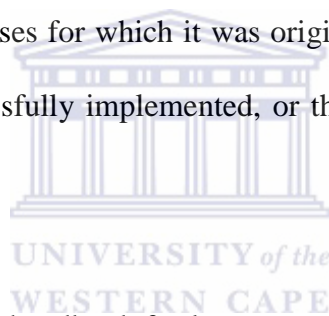 ses for which it was origi
sfully implemented, or th
UNIVERSITY of the
WESTERN CAPE